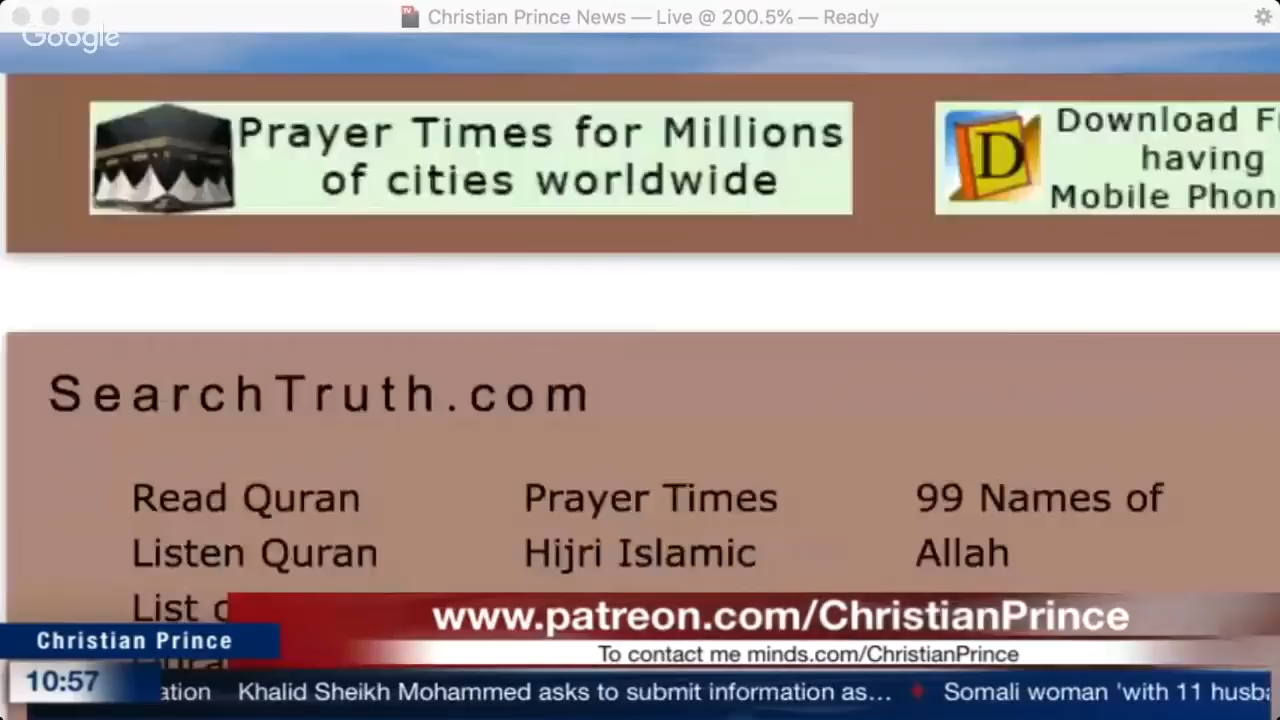 Christian Prince News — Live @ 200.5% — Ready
Google
Prayer Times for Millions
of cities worldwide
D
Download
having
Mobile
SearchTruth.com
Read Quran
Prayer Times
99 Names of
Listen Quran
Hijri Islamic
Allah
List
www.patreon.com/ChristianPrince
Christian Prince
To contact me minds.com/ChristianPrince
10:57
Khalid Sheikh Mohammed asks to submit information as...
Somali woman 'with 11